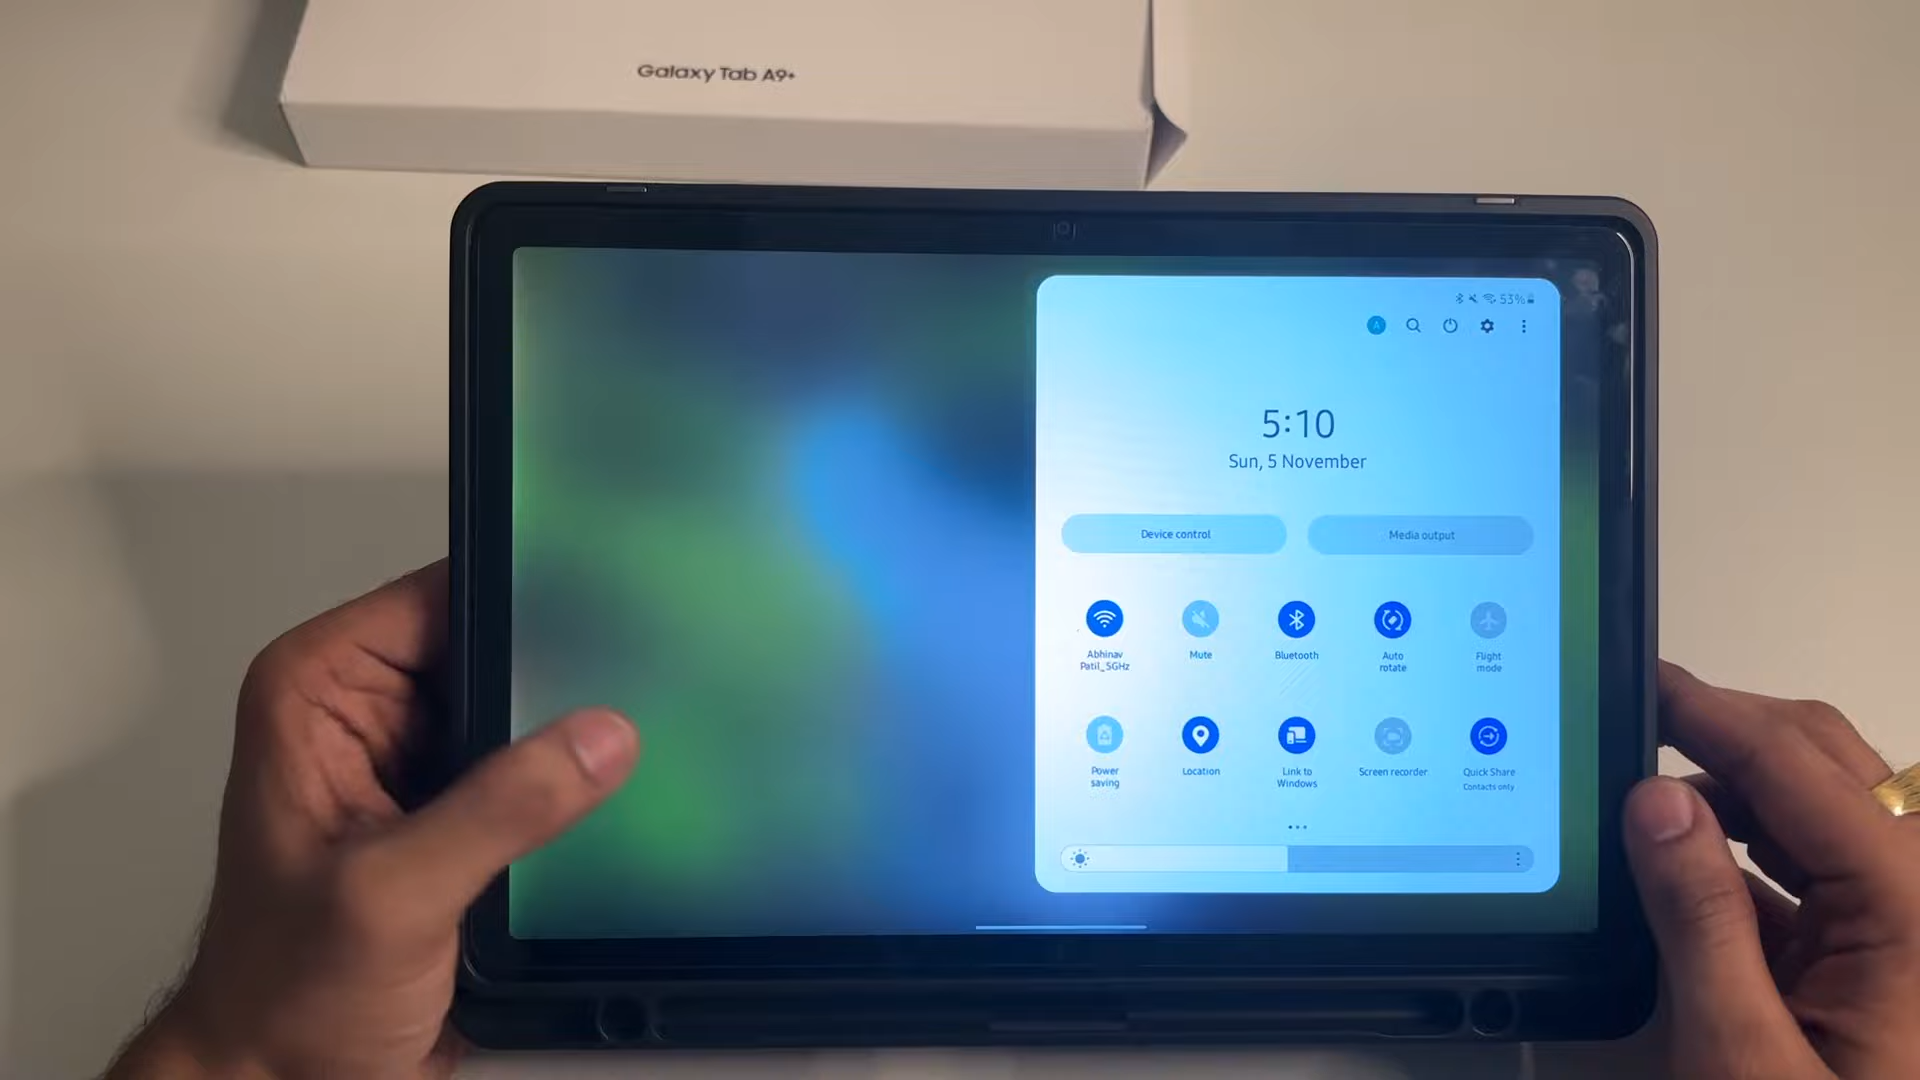 Galaxy Tab A9+
53%
A
5:10
Sun, 5 November
Device control
Media output
Abhinav
Patil_5GHz
Mute
Bluetooth
Auto
rotate
Flight
mode
Power
saving
Location
Link to
Windows
Screen recorder
Quick Share
Contacts only